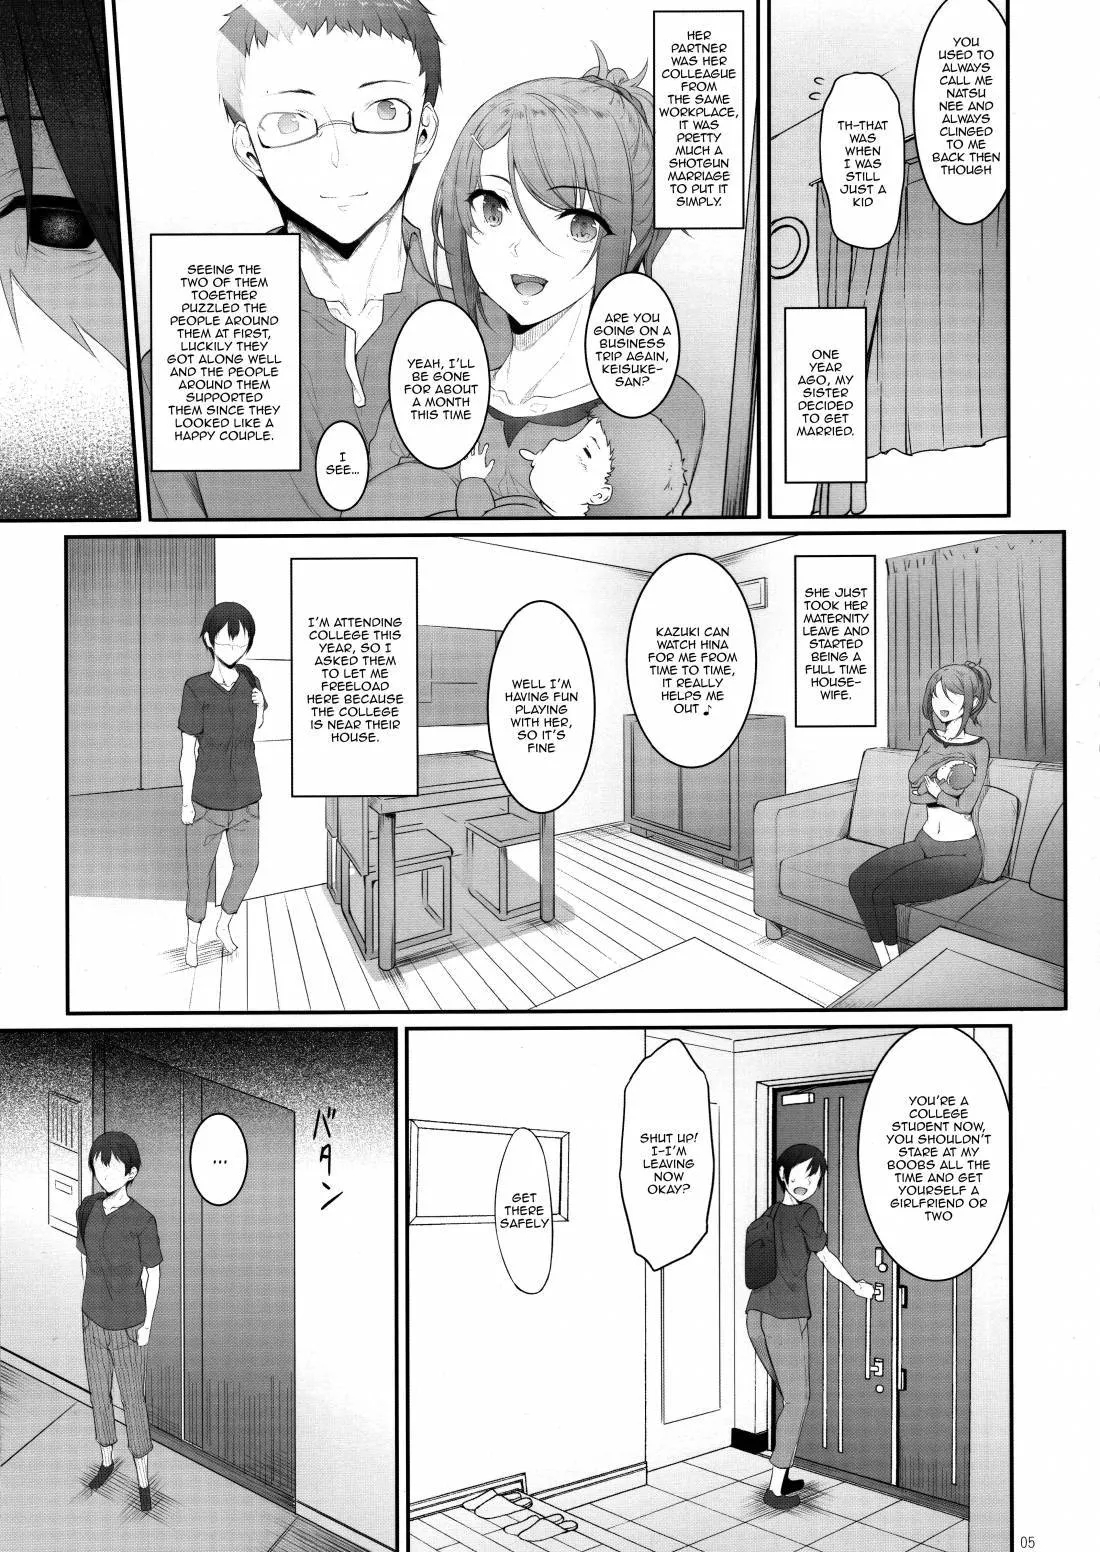 YOU
USED TO
ALWAYS
CALL ME
NATSU
NEE AND
ALWAYS
CLINGED
TO ME
BACK THEN
THOUGH
TH-THAT
WAS
WHEN
I WAS
STILL
JUST A
KID
ONE
YEAR
AGO, MY
SISTER
DECIDED
TO GET
MARRIED.
HER
PARTNER
WAS HER
COLLEAGUE
FROM
THE SAME
WORKPLACE,
IT WAS
PRETTY
MUCH A
SHOTGUN
MARRIAGE
TO PUT IT
SIMPLY.
ARE YOU
GOING ON A
BUSINESS
TRIP AGAIN,
KEISUKE-
SAN?
YEAH, I'LL
BE GONE
FOR ABOUT
A MONTH
THIS TIME
I
SEE...
SEEING THE
TWO OF THEM
TOGETHER
PUZZLED THE
PEOPLE AROUND
THEM AT FIRST,
LUCKILY THEY
GOT ALONG WELL
AND THE PEOPLE
AROUND THEM
SUPPORTED
THEM SINCE THEY
LOOKED LIKE A
HAPPY COUPLE.
SHE JUST
TOOK HER
MATERNITY
LEAVE AND
STARTED
BEING A
FULL TIME
HOUSE-
WIFE.
KAZUKI CAN
WATCH HINA
FOR ME FROM
TIME TO TIME,
IT REALLY
HELPS ME
OUT ♪
WELL I'M
HAVING FUN
PLAYING
WITH HER,
SO IT'S
FINE
I'M ATTENDING
COLLEGE THIS
YEAR, SO I
ASKED THEM
TO LET ME
FREELOAD
HERE BECAUSE
THE COLLEGE
IS NEAR THEIR
HOUSE.
YOU'RE A
COLLEGE
STUDENT NOW,
YOU SHOULDN'T
STARE AT MY
BOOBS ALL THE
TIME AND GET
YOURSELF A
GIRLFRIEND OR
TWO
SHUT UP!
I-I'M
LEAVING
NOW
OKAY?
GET
THERE
SAFELY
バタン
...
05